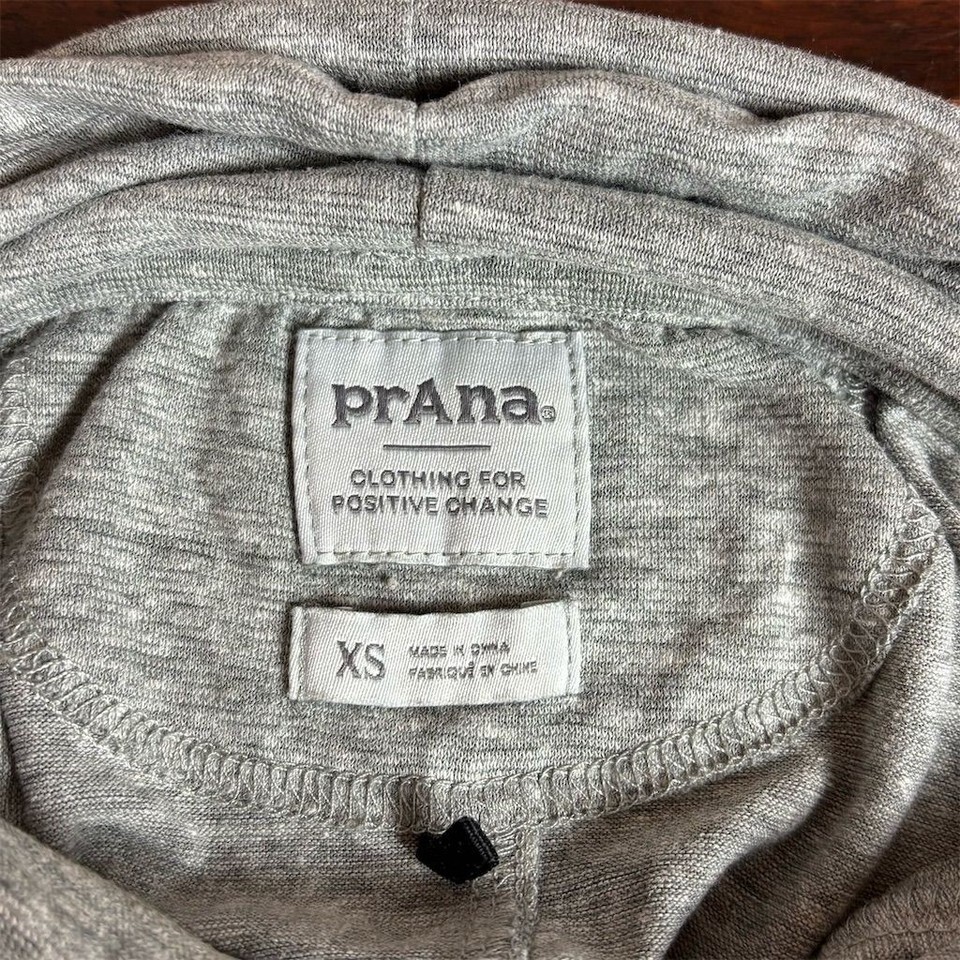 prAna®
CLOTHING FOR
POSITIVE CHANGE
XS
MADE IN CHINA
FABRIQUÉ EN CHINE